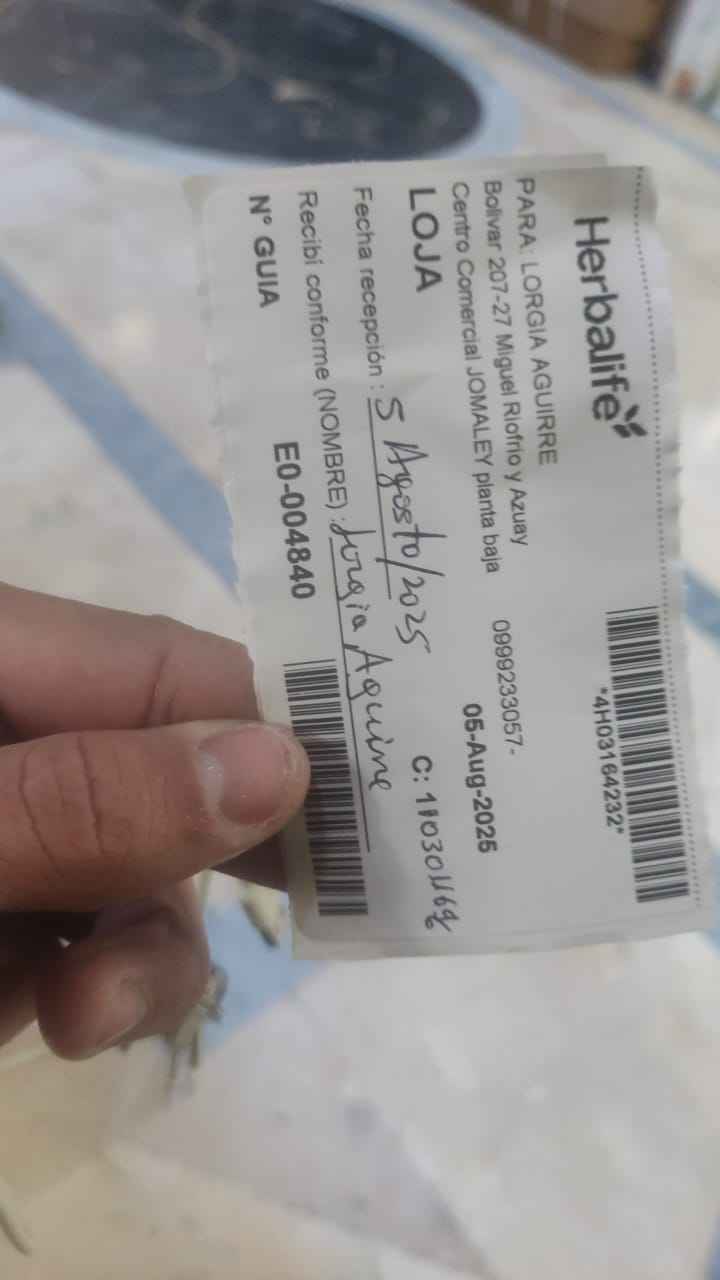 Herbalife
*4H03164232*
PARA: LORGIA AGUIRRE
Bolivar 207-27 Miguel Riofrio y Azuay 0999233057-
Centro Comercial JOMALEY planta baja
LOJA 05-Aug-2025
Fecha recepción : 5 Agosto/2025 C:
Recibí conforme (NOMBRE) : Lorgia Aguirre
N° GUIA E0-004840